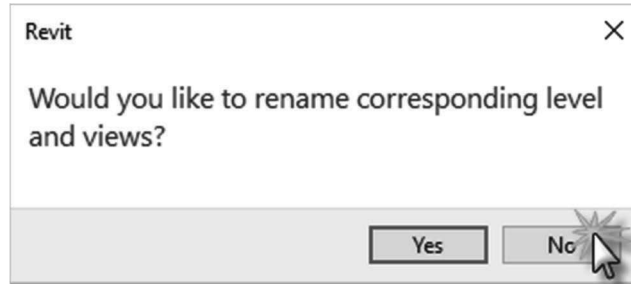 Revit
Would you like to rename corresponding level
and views?
Yes
No